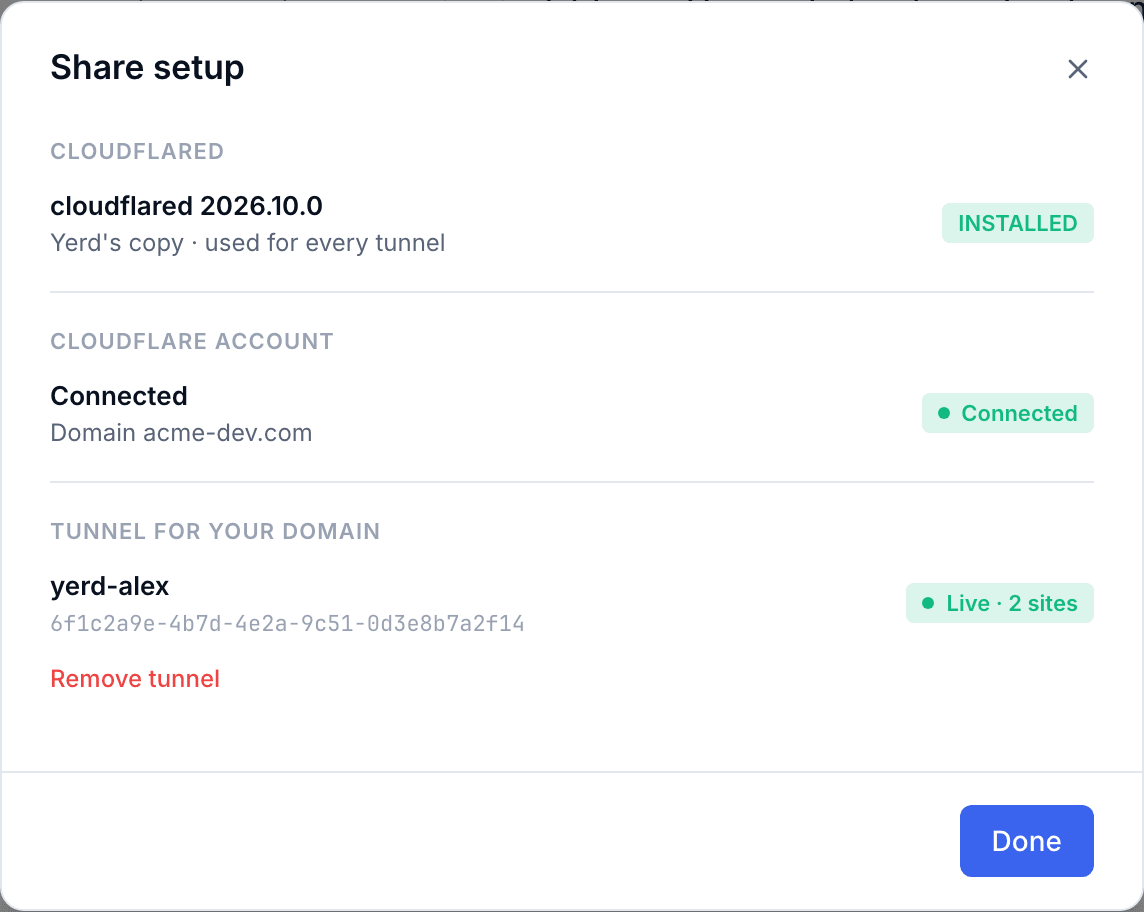 Share setup
CLOUDFLARED
cloudflared 2026.10.0
Yerd's copy · used for every tunnel
INSTALLED
CLOUDFLARE ACCOUNT
Connected
Domain acme-dev.com
Connected
TUNNEL FOR YOUR DOMAIN
yerd-alex
6f1c2a9e-4b7d-4e2a-9c51-0d3e8b7a2f14
Live · 2 sites
Remove tunnel
Done